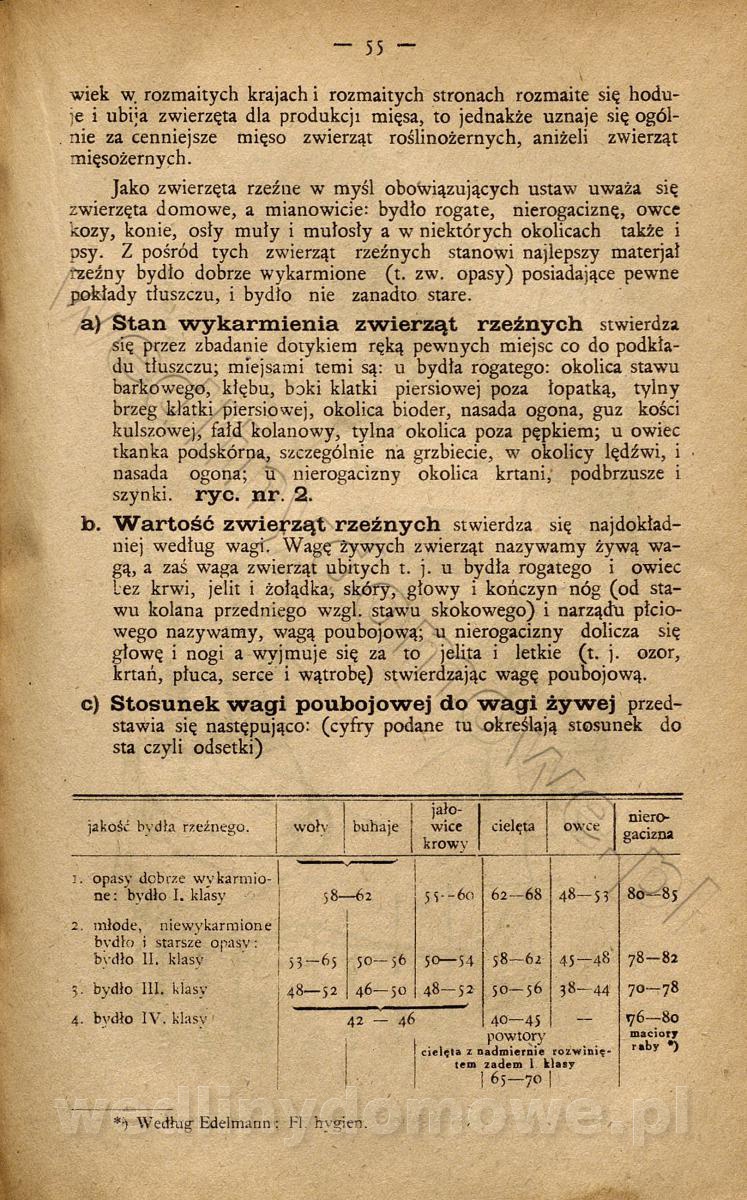 — 55 —
wiek w. rozmaitych krajach i rozmaitych stronach rozmaite się hodu-
je i ubija zwierzęta dla produkcji mięsa, to jednakże uznaje się ogól-
nie za cenniejsze mięso zwierząt roślinożernych, aniżeli zwierząt
mięsożernych.
Jako zwierzęta rzeźne w myśl obowiązujących ustaw uważa się
zwierzęta domowe, a mianowicie: bydło rogate, nierogaciznę, owce
kozy, konie, osły muły i mułosły a w niektórych okolicach także i
psy. Z pośród tych zwierząt rzeźnych stanowi najlepszy materjał
rzeźny bydło dobrze wykarmione (t. zw. opasy) posiadające pewne
pokłady tłuszczu, i bydło nie zanadto stare.
a) Stan wykarmienia zwierząt rzeźnych stwierdza
się przez zbadanie dotykiem ręką pewnych miejsc co do podkła-
du tłuszczu; miejsami temi są: u bydła rogatego: okolica stawu
barkowego, kłębu, boki klatki piersiowej poza łopatką, tylny
brzeg klatki piersiowej, okolica bioder, nasada ogona, guz kości
kulszowej, fałd kolanowy, tylna okolica poza pępkiem; u owiec
tkanka podskórna, szczególnie na grzbiecie, w okolicy lędźwi, i
nasada ogona; u nierogacizny okolica krtani, podbrzusze i
szynki. ryc. nr. 2.
b. Wartość zwierząt rzeźnych stwierdza się najdokład-
niej według wagi. Wagę żywych zwierząt nazywamy żywą wa-
gą, a zaś waga zwierząt ubitych t. j. u bydła rogatego i owiec
bez krwi, jelit i żołądka, skóry, głowy i kończyn nóg (od sta-
wu kolana przedniego wzgl. stawu skokowego) i narządu płcio-
wego nazywamy, wagą poubojową; u nierogacizny dolicza się
głowę i nogi a wyjmuje się za to jelita i letkie (t. j. ozor,
krtań, płuca, serce i wątrobę) stwierdzając wagę poubojową.
c) Stosunek wagi poubojowej do wagi żywej przed-
stawia się następująco: (cyfry podane tu określają stosunek do
sta czyli odsetki)
jakość bydła rzeźnego. woły buhaje jało-wice krowy cielęta owce niero-gacizna
1. opasy dobrze wykarmio-
ne: bydło I. klasy 58—62 55--60 62—68 48—53 80—85
2. młode, niewykarmione
bydło i starsze opasy:
bydło II. klasy 53—65 50—56 50—54 58—62 45—48 78—82
3. bydło III. klasy 48—52 46—50 48—52 50—56 38—44 70—78
4. bydło IV. klasy 42 — 46 40—45 — 76—80
powtory maciory
cielęta z nadmiernie rozwinię- raby *)
tem zadem 1 klasy
65—70
*) Według Edelmann: Fl. hygien.
wedlinydomowe.pl